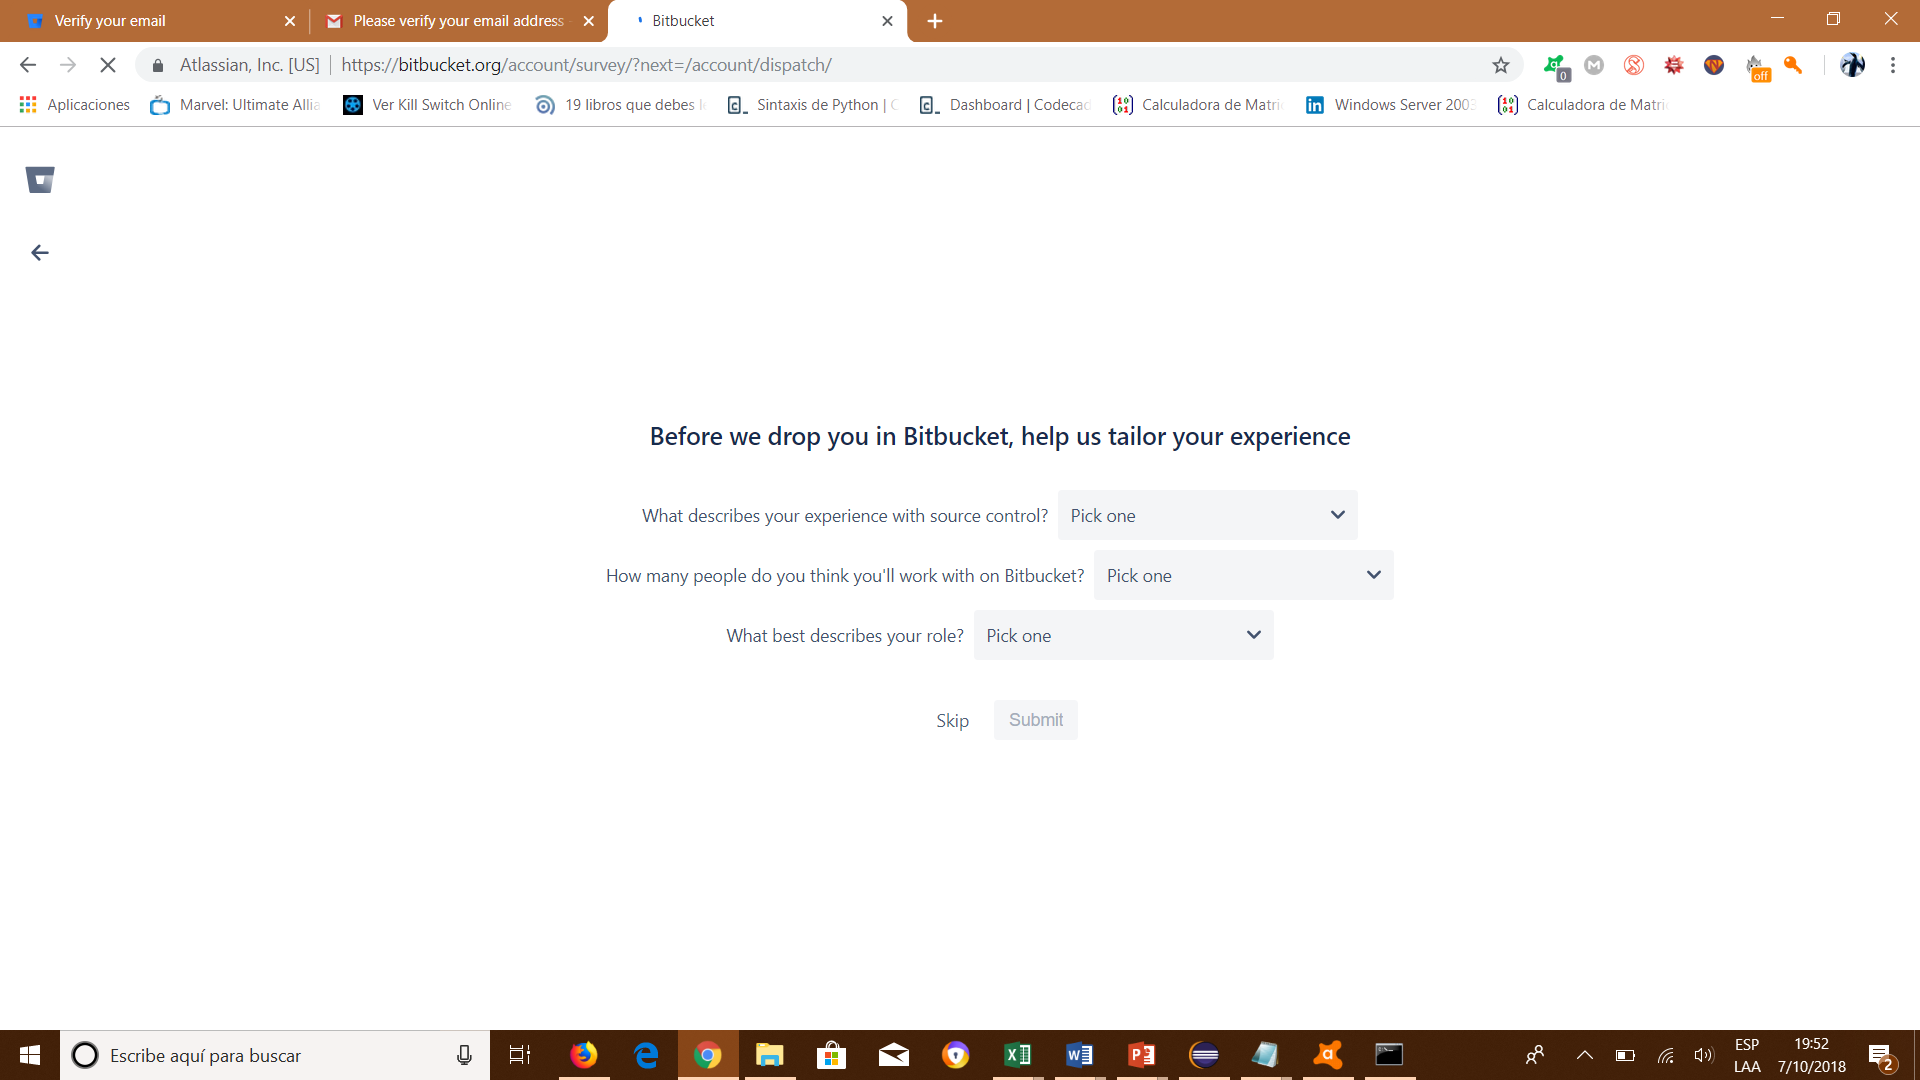 Verify your email
Please verify your email address
Bitbucket
Atlassian, Inc. [US] https://bitbucket.org/account/survey/?next=/account/dispatch/
0
off
Aplicaciones
Marvel: Ultimate Allia
Ver Kill Switch Online
19 libros que debes l
Sintaxis de Python | C
Dashboard | Codecad
Calculadora de Matri
Windows Server 2003
Calculadora de Matri
Before we drop you in Bitbucket, help us tailor your experience
What describes your experience with source control? Pick one
How many people do you think you'll work with on Bitbucket? Pick one
What best describes your role? Pick one
Skip Submit
Escribe aquí para buscar
ESP
LAA
19:52
7/10/2018
2